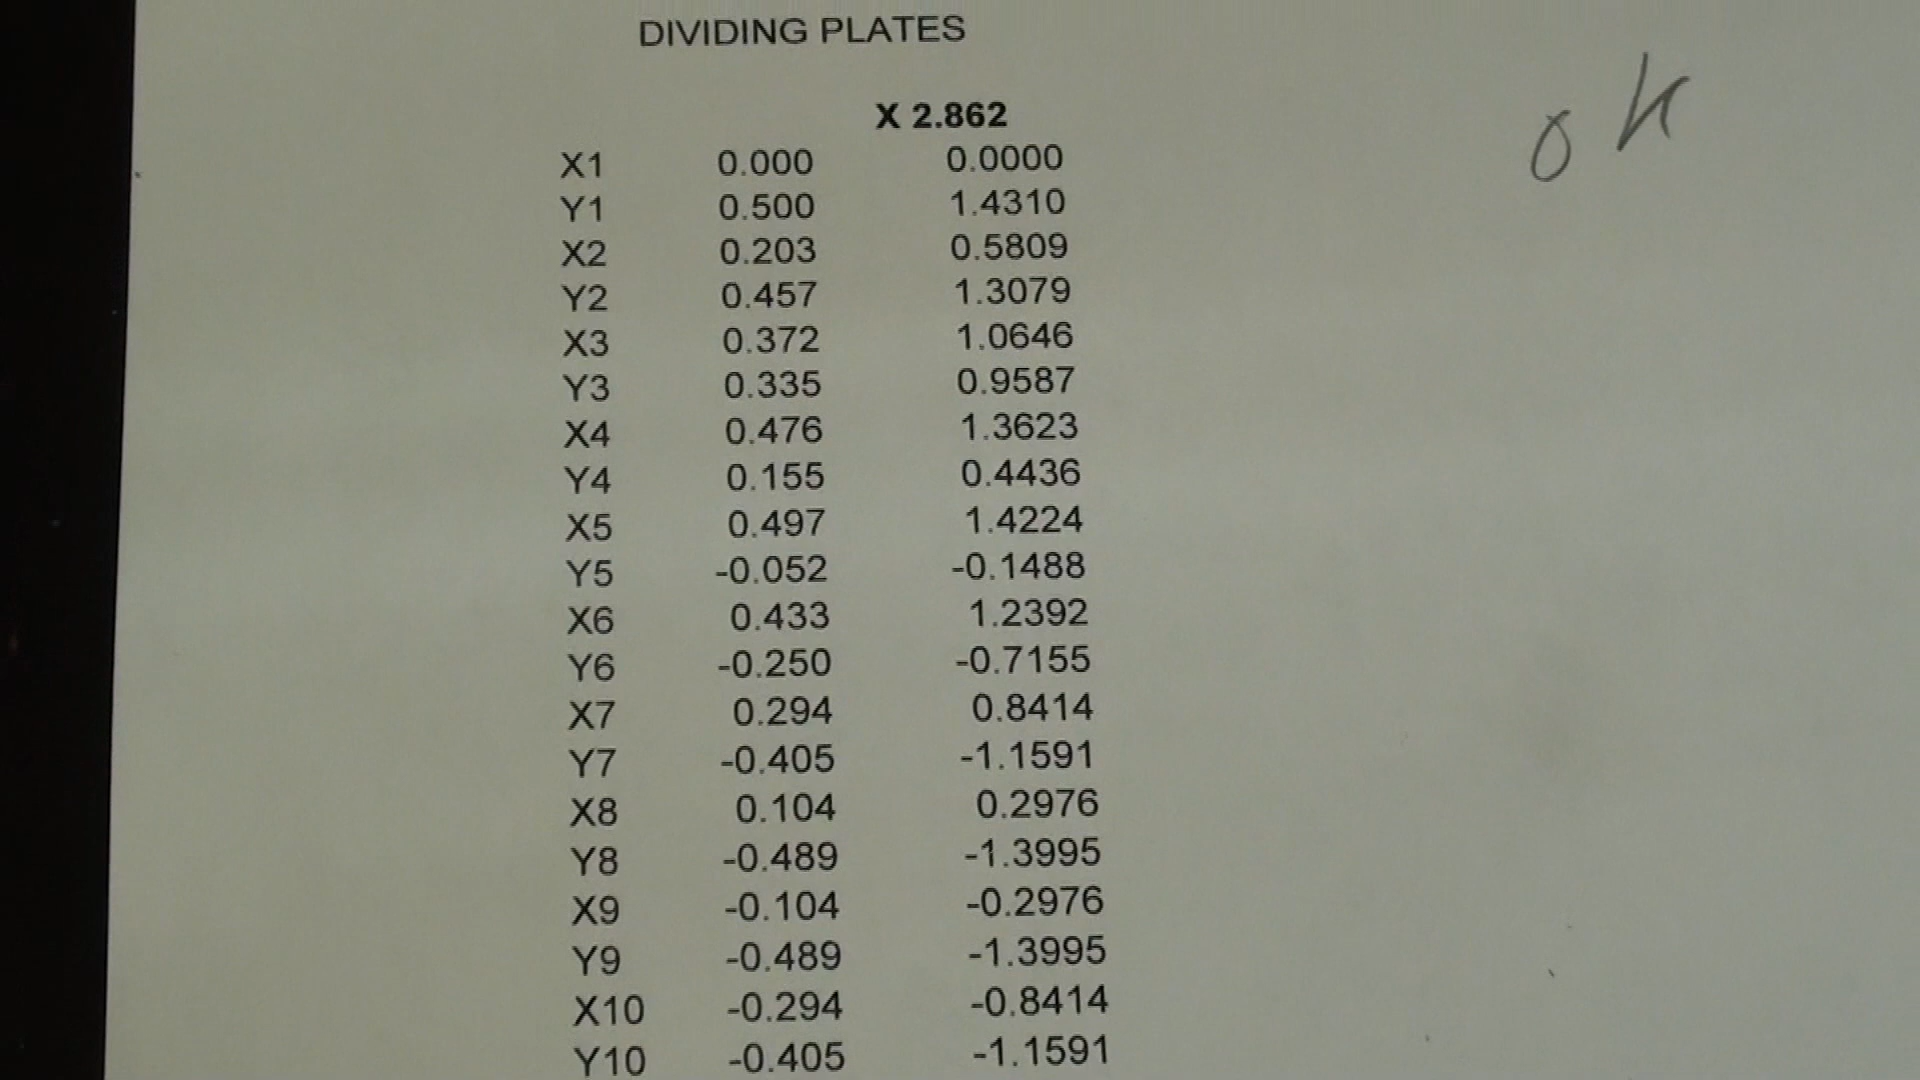 DIVIDING PLATES
ok
X 2.862
X1 0.000 0.0000
Y1 0.500 1.4310
X2 0.203 0.5809
Y2 0.457 1.3079
X3 0.372 1.0646
Y3 0.335 0.9587
X4 0.476 1.3623
Y4 0.155 0.4436
X5 0.497 1.4224
Y5 -0.052 -0.1488
X6 0.433 1.2392
Y6 -0.250 -0.7155
X7 0.294 0.8414
Y7 -0.405 -1.1591
X8 0.104 0.2976
Y8 -0.489 -1.3995
X9 -0.104 -0.2976
Y9 -0.489 -1.3995
X10 -0.294 -0.8414
Y10 -0.405 -1.1591